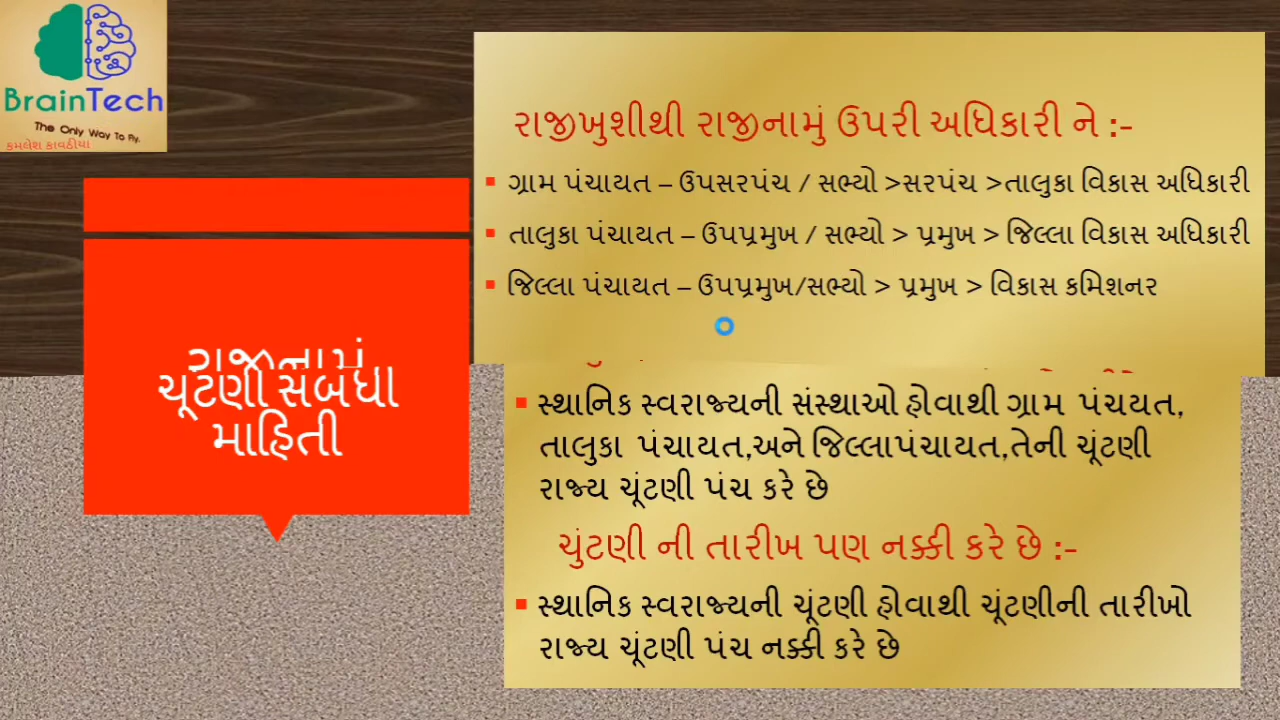 BrainTech
The Only Way To Fly.
કમલેશ કાવઠીયા
રાજીનામું
ચૂંટણી સંબંધી
માહિતી
રાજીખુશીથી રાજીનામું ઉપરી અધિકારી ને :-
ગ્રામ પંચાયત – ઉપસરપંચ / સભ્યો >સરપંચ >તાલુકા વિકાસ અધિકારી
તાલુકા પંચાયત – ઉપપ્રમુખ / સભ્યો > પ્રમુખ > જિલ્લા વિકાસ અધિકારી
જિલ્લા પંચાયત – ઉપપ્રમુખ/સભ્યો > પ્રમુખ > વિકાસ કમિશનર
સ્થાનિક સ્વરાજ્યની સંસ્થાઓ હોવાથી ગ્રામ પંચયત,
તાલુકા પંચાયત,અને જિલ્લાપંચાયત,તેની ચૂંટણી
રાજ્ય ચૂંટણી પંચ કરે છે
ચુંટણી ની તારીખ પણ નક્કી કરે છે :-
સ્થાનિક સ્વરાજ્યની ચૂંટણી હોવાથી ચૂંટણીની તારીખો
રાજ્ય ચૂંટણી પંચ નક્કી કરે છે